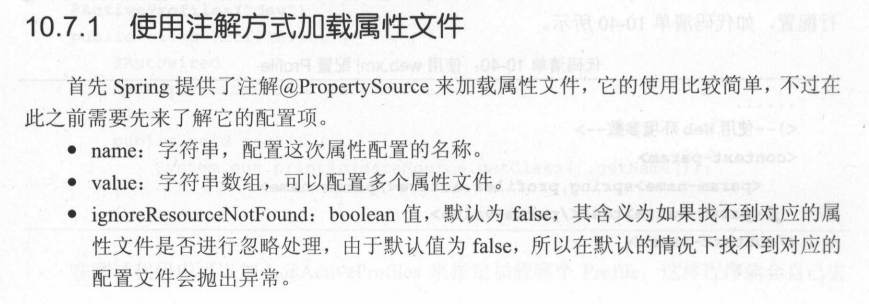 10.7.1 使用注解方式加载属性文件
首先 Spring 提供了注解@PropertySource 来加载属性文件，它的使用比较简单，不过在
此之前需要先来了解它的配置项。
● name：字符串，配置这次属性配置的名称。
● value：字符串数组，可以配置多个属性文件。
● ignoreResourceNotFound：boolean 值，默认为 false，其含义为如果找不到对应的属
性文件是否进行忽略处理，由于默认值为 false，所以在默认的情况下找不到对应的
配置文件会抛出异常。